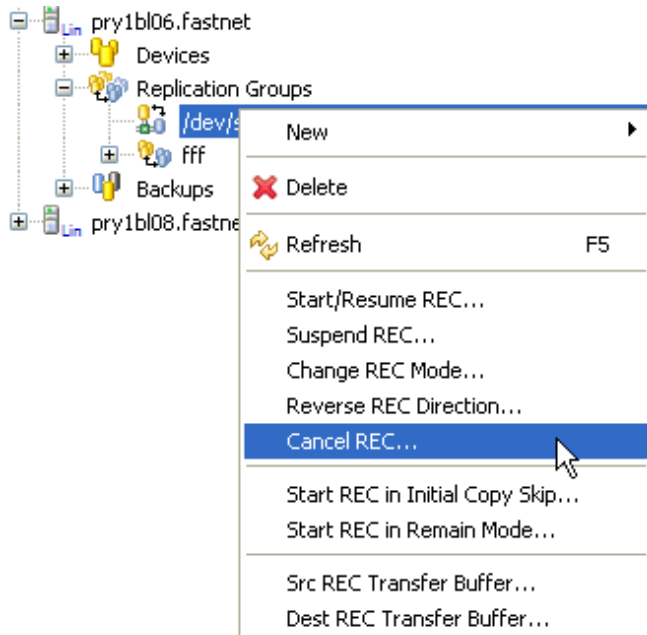 Lin pry1bl06.fastnet
Devices
Replication Groups
/dev/s
fff
Backups
Lin pry1bl08.fastne
New
Delete
Refresh F5
Start/Resume REC...
Suspend REC...
Change REC Mode...
Reverse REC Direction...
Cancel REC...
Start REC in Initial Copy Skip...
Start REC in Remain Mode...
Src REC Transfer Buffer...
Dest REC Transfer Buffer...